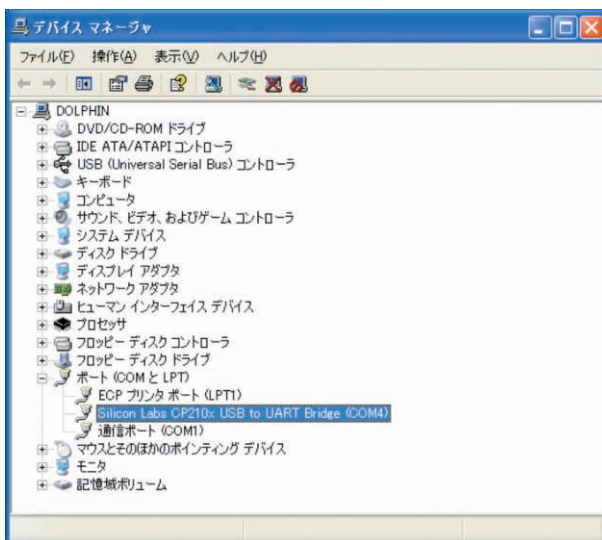 デバイス マネージャ
ファイル(F) 操作(A) 表示(V) ヘルプ(H)
DOLPHIN
DVD/CD-ROM ドライブ
IDE ATA/ATAPI コントローラ
USB (Universal Serial Bus) コントローラ
キーボード
コンピュータ
サウンド、ビデオ、およびゲーム コントローラ
システム デバイス
ディスク ドライブ
ディスプレイ アダプタ
ネットワーク アダプタ
ヒューマン インターフェイス デバイス
プロセッサ
フロッピー ディスク コントローラ
フロッピー ディスク ドライブ
ポート (COM と LPT)
ECP プリンタ ポート (LPT1)
Silicon Labs CP210x USB to UART Bridge (COM4)
通信ポート (COM1)
マウスとそのほかのポインティング デバイス
モニタ
記憶域ボリューム